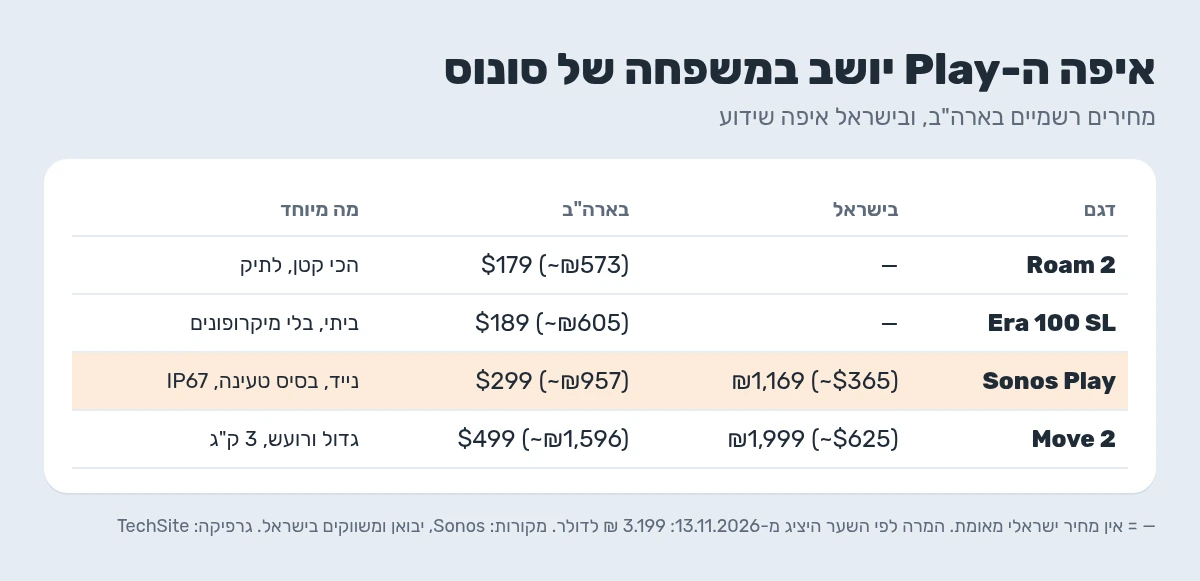 איפה ה-Play יושב במשפחה של סונוס
מחירים רשמיים בארה"ב, ובישראל איפה שידוע
דגם בישראל בארה"ב מה מיוחד
Roam 2 — $179 (~₪573) הכי קטן, לתיק
Era 100 SL — $189 (~₪605) ביתי, בלי מיקרופונים
Sonos Play ₪1,169 (~$365) $299 (~₪957) נייד, בסיס טעינה, IP67
Move 2 ₪1,999 (~$625) $499 (~₪1,596) גדול ורועש, 3 ק"ג
— = אין מחיר ישראלי מאומת. המרה לפי השער היציג מ-13.11.2026: 3.199 ₪ לדולר. מקורות: Sonos, יבואן ומשווקים בישראל. גרפיקה: TechSite